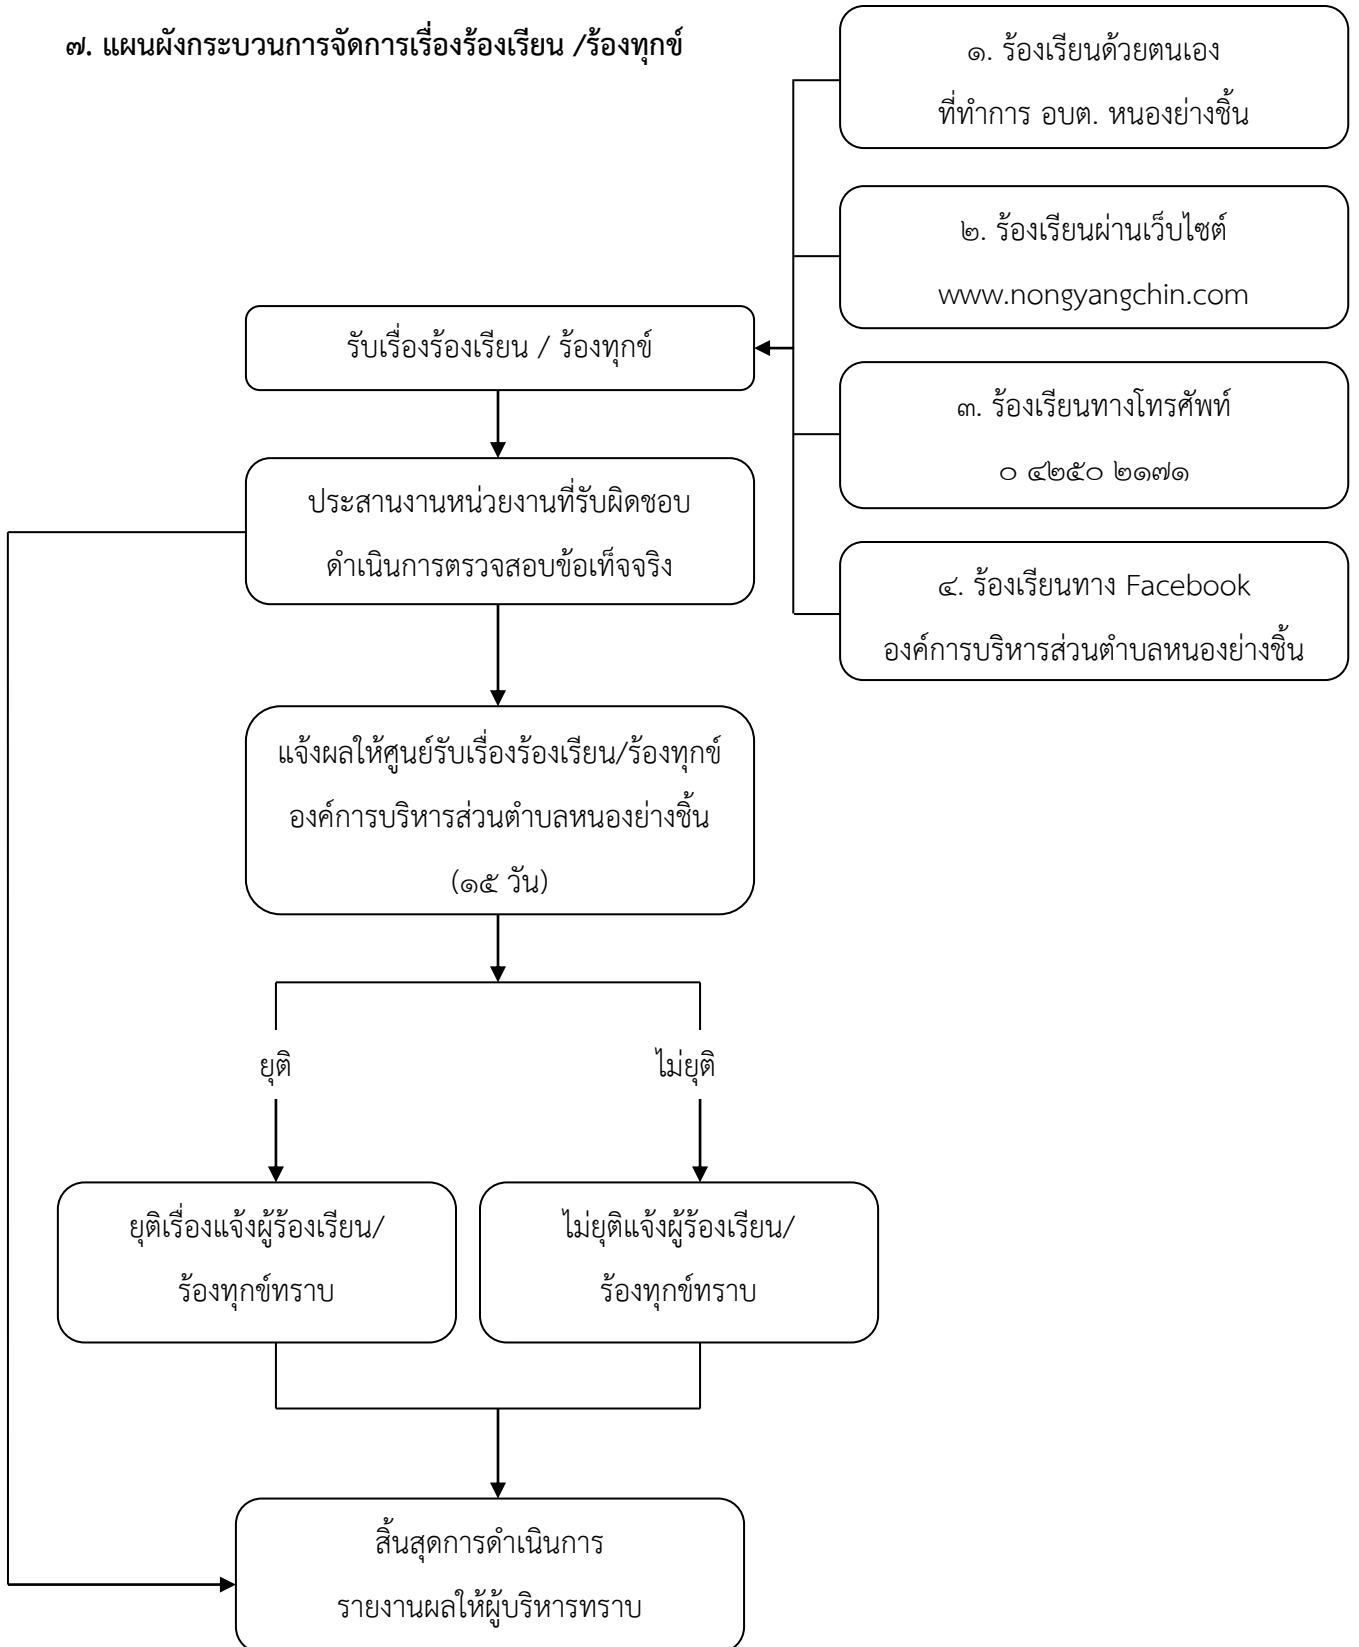 ๗. แผนผังกระบวนการจัดการเรื่องร้องเรียน /ร้องทุกข์
๑. ร้องเรียนด้วยตนเอง
ที่ทำการ อบต. หนองย่างชิ้น
๒. ร้องเรียนผ่านเว็บไซต์
www.nongyangchin.com
รับเรื่องร้องเรียน / ร้องทุกข์
๓. ร้องเรียนทางโทรศัพท์
๐ ๔๒๕๐ ๒๑๗๑
ประสานงานหน่วยงานที่รับผิดชอบ
ดำเนินการตรวจสอบข้อเท็จจริง
๔. ร้องเรียนทาง Facebook
องค์การบริหารส่วนตำบลหนองย่างชิ้น
แจ้งผลให้ศูนย์รับเรื่องร้องเรียน/ร้องทุกข์
องค์การบริหารส่วนตำบลหนองย่างชิ้น
(๑๕ วัน)
ยุติ
ไม่ยุติ
ยุติเรื่องแจ้งผู้ร้องเรียน/
ร้องทุกข์ทราบ
ไม่ยุติแจ้งผู้ร้องเรียน/
ร้องทุกข์ทราบ
สิ้นสุดการดำเนินการ
รายงานผลให้ผู้บริหารทราบ